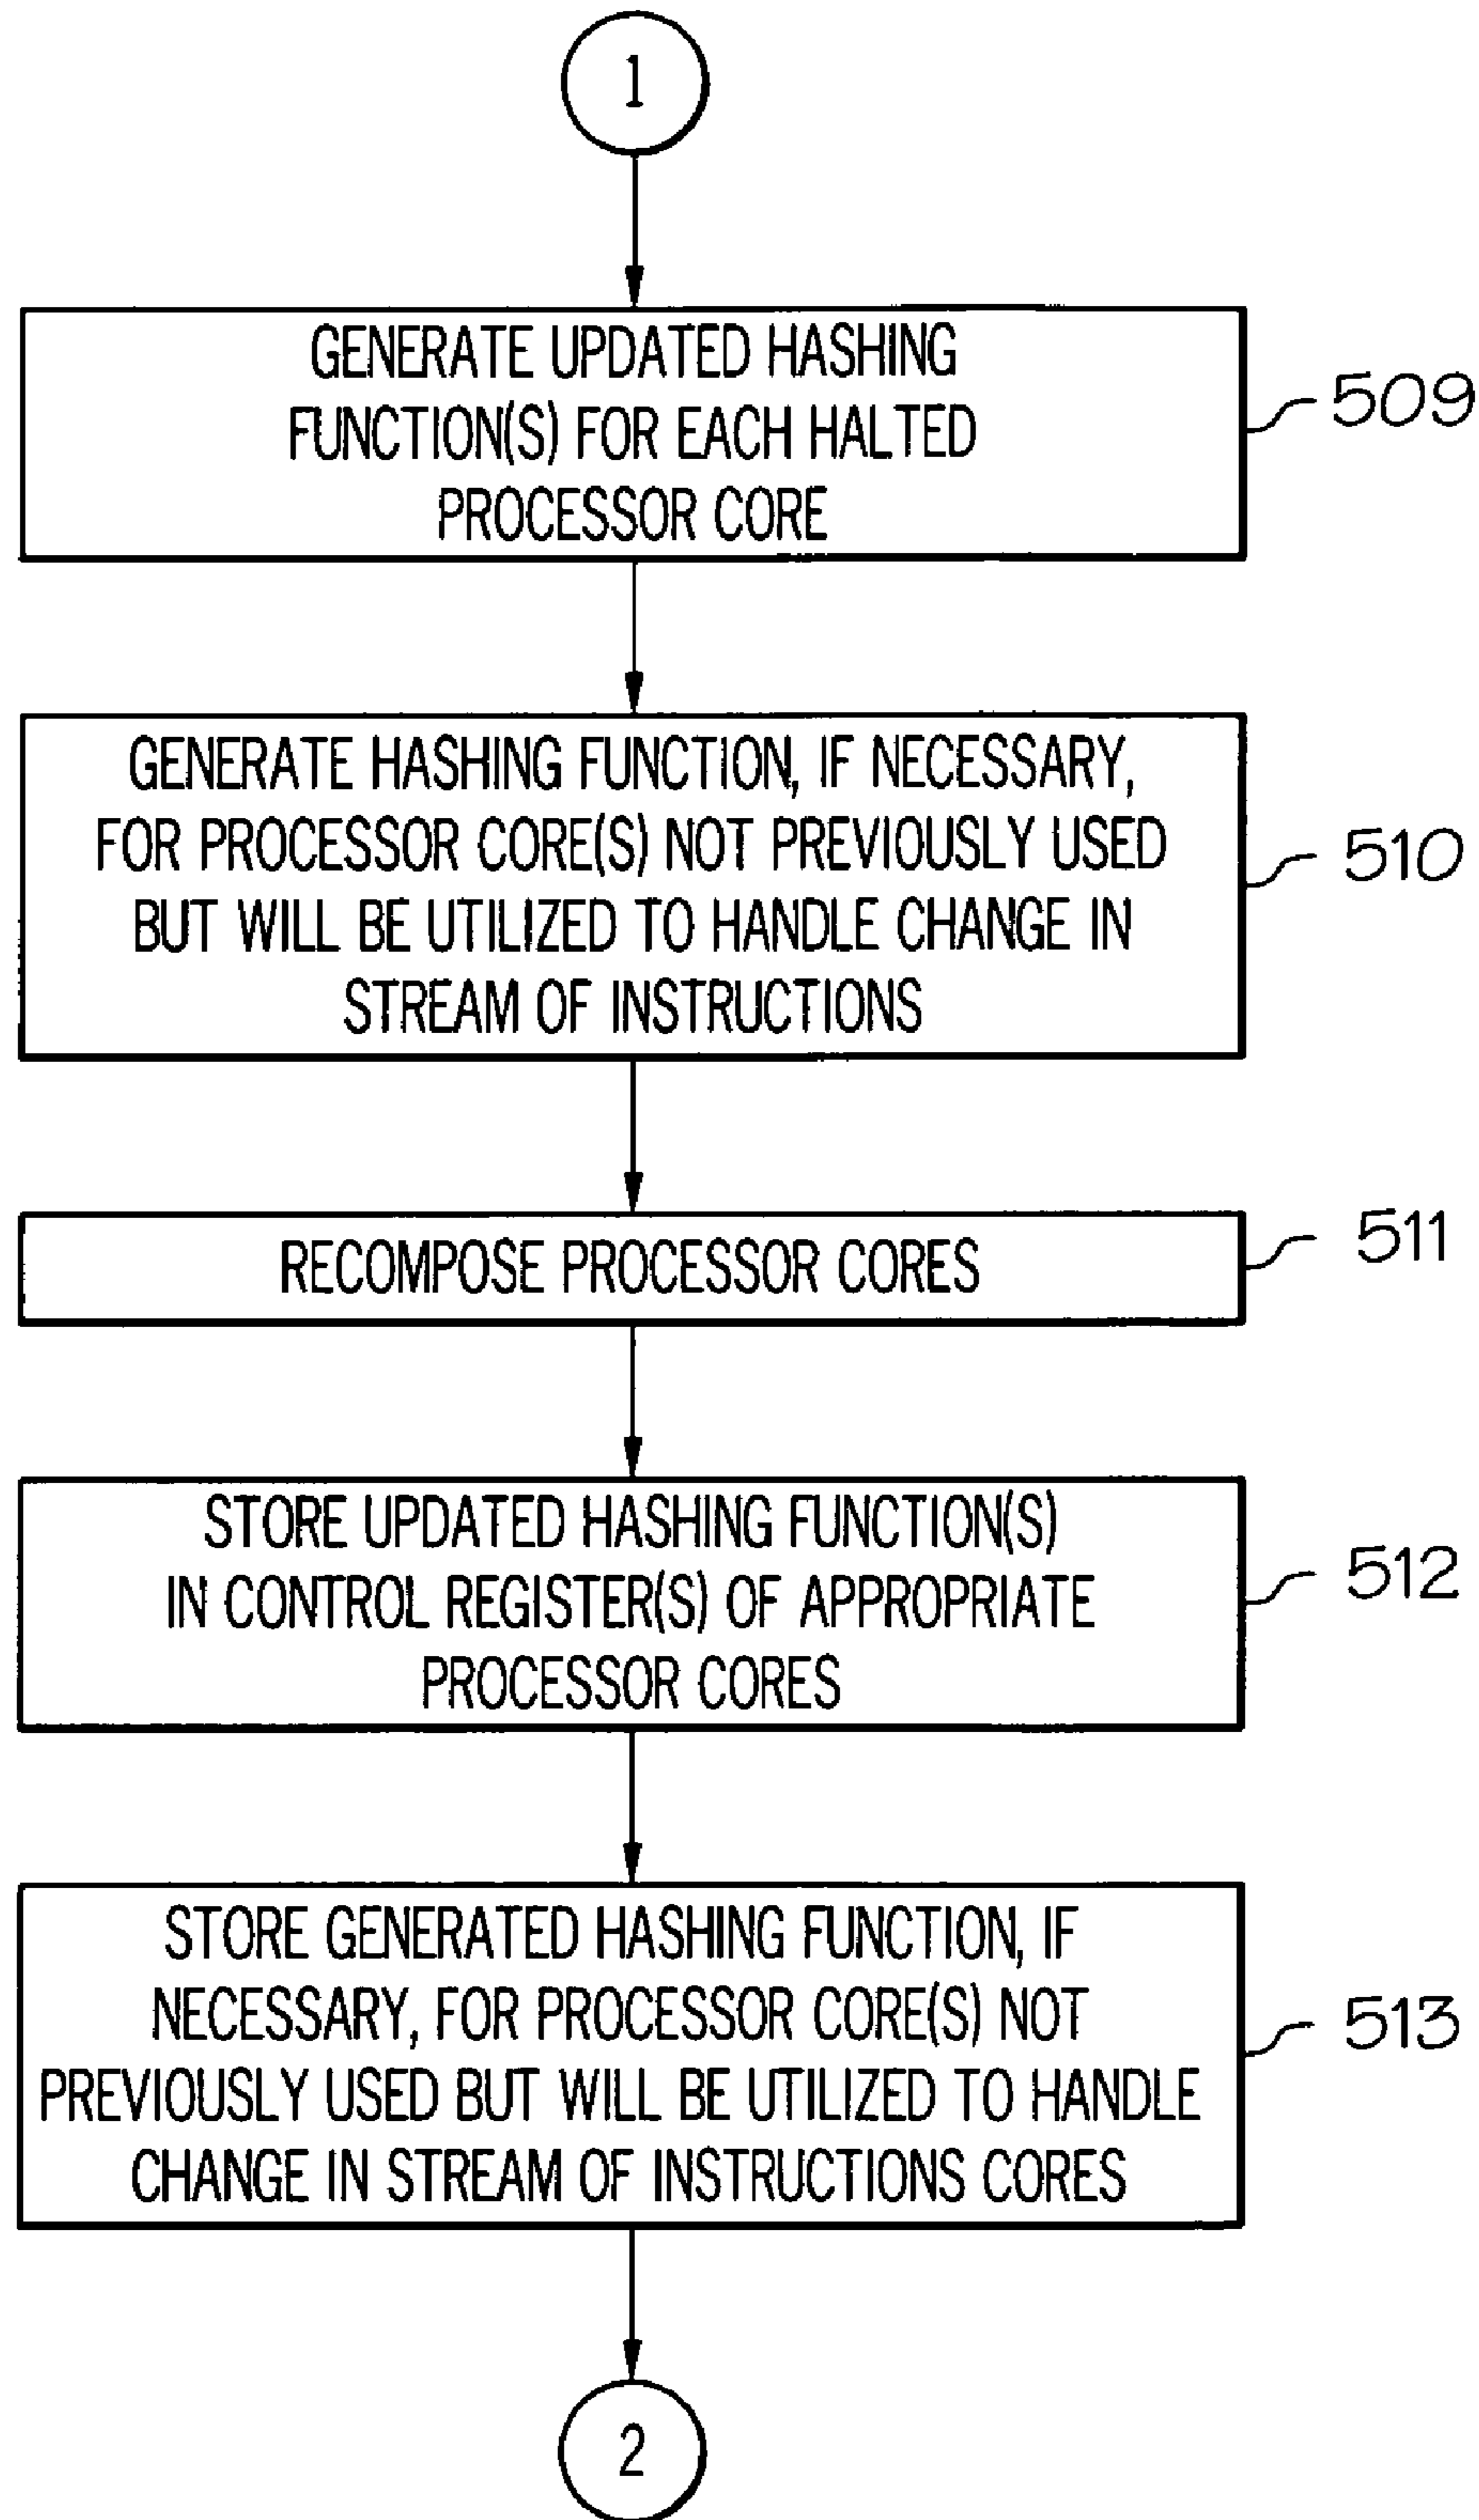 1
GENERATE UPDATED HASHING
FUNCTION(S) FOR EACH HALTED
PROCESSOR CORE
509
GENERATE HASHING FUNCTION, IF NECESSARY,
FOR PROCESSOR CORE(S) NOT PREVIOUSLY USED
BUT WILL BE UTILIZED TO HANDLE CHANGE IN
STREAM OF INSTRUCTIONS
510
RECOMPOSE PROCESSOR CORES
511
STORE UPDATED HASHING FUNCTION(S)
IN CONTROL REGISTER(S) OF APPROPRIATE
PROCESSOR CORES
512
STORE GENERATED HASHING FUNCTION, IF
NECESSARY, FOR PROCESSOR CORE(S) NOT
PREVIOUSLY USED BUT WILL BE UTILIZED TO HANDLE
CHANGE IN STREAM OF INSTRUCTIONS CORES
513
2